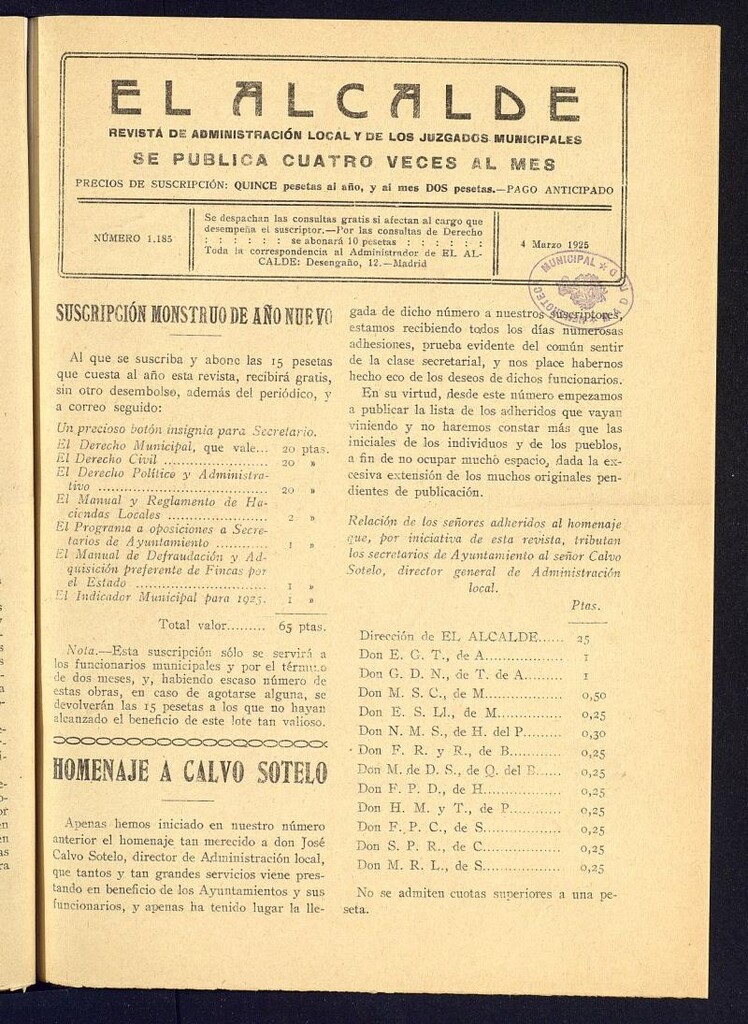 EL ALCALDE
REVISTA DE ADMINISTRACIÓN LOCAL Y DE LOS JUZGADOS MUNICIPALES
SE PUBLICA CUATRO VECES AL MES
PRECIOS DE SUSCRIPCIÓN: QUINCE pesetas al año, y al mes DOS pesetas.—PAGO ANTICIPADO
NÚMERO 1.185
Se despachan las consultas gratis si afectan al cargo que
desempeña el suscriptor.—Por las consultas de Derecho
: : : : : : se abonará 10 pesetas : : : : : :
Toda la correspondencia al Administrador de EL AL-
CALDE: Desengaño, 12.—Madrid
4 Marzo 1925
MUNICIPAL
HEMEROTECA
SUSCRIPCIÓN MONSTRUO DE AÑO NUEVO
Al que se suscriba y abone las 15 pesetas
que cuesta al año esta revista, recibirá gratis,
sin otro desembolso, además del periódico, y
a correo seguido:
Un precioso botón insignia para Secretario.
El Derecho Municipal, que vale... 20 ptas.
El Derecho Civil ..................... 20 »
El Derecho Político y Administra-
tivo ............................... 20 »
El Manual y Reglamento de Ha-
ciendas Locales .................... 2 »
El Programa a oposiciones a Secre-
tarios de Ayuntamiento ........... 1 »
El Manual de Defraudación y Ad-
quisición preferente de Fincas por
el Estado ........................... 1 »
El Indicador Municipal para 1925. 1 »
Total valor......... 65 ptas.
Nota.—Esta suscripción sólo se servirá a
los funcionarios municipales y por el término
de dos meses, y, habiendo escaso número de
estas obras, en caso de agotarse alguna, se
devolverán las 15 pesetas a los que no hayan
alcanzado el beneficio de este lote tan valioso.
HOMENAJE A CALVO SOTELO
Apenas hemos iniciado en nuestro número
anterior el homenaje tan merecido a don José
Calvo Sotelo, director de Administración local,
que tantos y tan grandes servicios viene pres-
tando en beneficio de los Ayuntamientos y sus
funcionarios, y apenas ha tenido lugar la lle-
gada de dicho número a nuestros suscriptores,
estamos recibiendo todos los días numerosas
adhesiones, prueba evidente del común sentir
de la clase secretarial, y nos place habernos
hecho eco de los deseos de dichos funcionarios.
En su virtud, desde este número empezamos
a publicar la lista de los adheridos que vayan
viniendo y no haremos constar más que las
iniciales de los individuos y de los pueblos,
a fin de no ocupar mucho espacio, dada la ex-
cesiva extensión de los muchos originales pen-
dientes de publicación.
Relación de los señores adheridos al homenaje
que, por iniciativa de esta revista, tributan
los secretarios de Ayuntamiento al señor Calvo
Sotelo, director general de Administración
local.
Ptas.
Dirección de EL ALCALDE...... 25
Don E. G. T., de A................ 1
Don G. D. N., de T. de A......... 1
Don M. S. C., de M............... 0,50
Don E. S. Ll., de M............... 0,25
Don N. M. S., de H. del P........ 0,30
Don F. R. y R., de B.............. 0,25
Don M. de D. S., de Q. del B...... 0,25
Don F. P. D., de H................ 0,25
Don H. M. y T., de P............. 0,25
Don F. P. C., de S................ 0,25
Don S. P. R., de C................ 0,25
Don M. R. L., de S............... 0,25
No se admiten cuotas superiores a una pe-
seta.